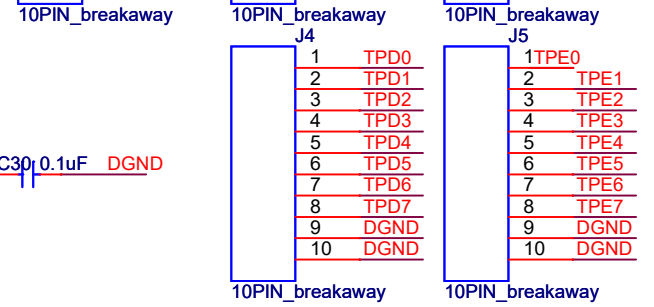 10PIN_breakaway 10PIN_breakaway 10PIN_breakaway
J4 J5
1 TPD0 1 TPE0
2 TPD1 2 TPE1
3 TPD2 3 TPE2
4 TPD3 4 TPE3
5 TPD4 5 TPE4
C30 0.1uF DGND 6 TPD5 6 TPE5
7 TPD6 7 TPE6
8 TPD7 8 TPE7
9 DGND 9 DGND
10 DGND 10 DGND
10PIN_breakaway 10PIN_breakaway